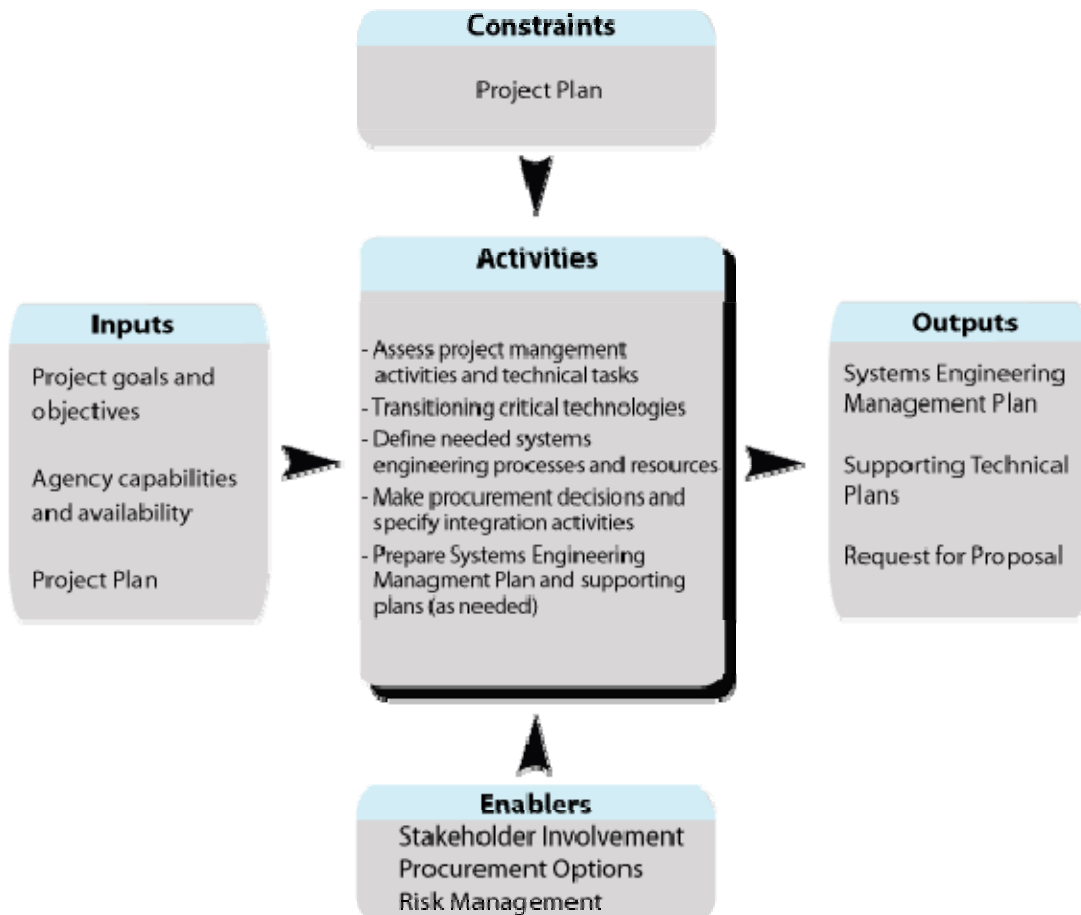 Constraints
Project Plan
Activities
- Assess project mangement
activities and technical tasks
- Transitioning critical technologies
- Define needed systems
engineering processes and resources
- Make procurement decisions and
specify integration activities
- Prepare Systems Engineering
Managment Plan and supporting
plans (as needed)
Inputs
Project goals and
objectives
Agency capabilities
and availability
Project Plan
Outputs
Systems Engineering
Management Plan
Supporting Technical
Plans
Request for Proposal
Enablers
Stakeholder Involvement
Procurement Options
Risk Management